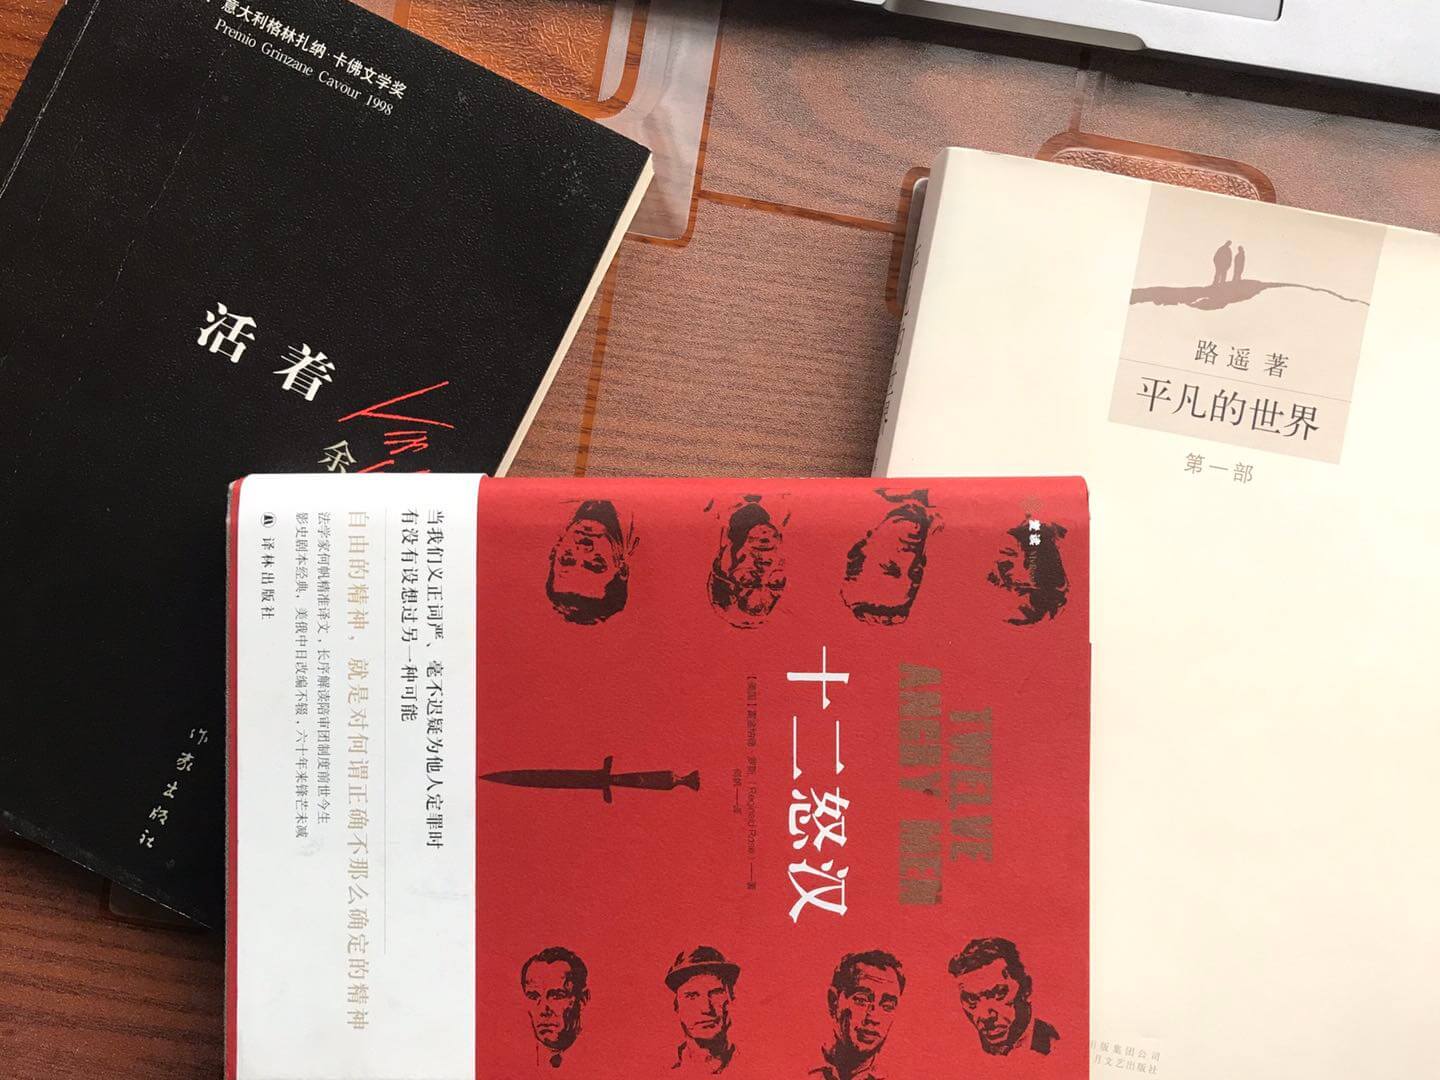 意大利格林扎纳·卡佛文学奖
Premio Grinzane Cavour 1998
活着
余
作家出版社
路遥著
平凡的世界
第一部
TWELVE
ANGRY MEN
十二怒汉
【美国】雷金纳德·罗斯（Reginald Rose）——著
何帆——译
当我们义正词严、毫不迟疑为他人定罪时
有没有设想过另一种可能
自由的精神，就是对何谓正确不那么确定的精神
法学家何帆精准译文，长序解读陪审团制度前世今生
影史剧本经典，美俄中日改编不辍，六十年来锋芒未减
译林出版社
出版集团公司
月文艺出版社